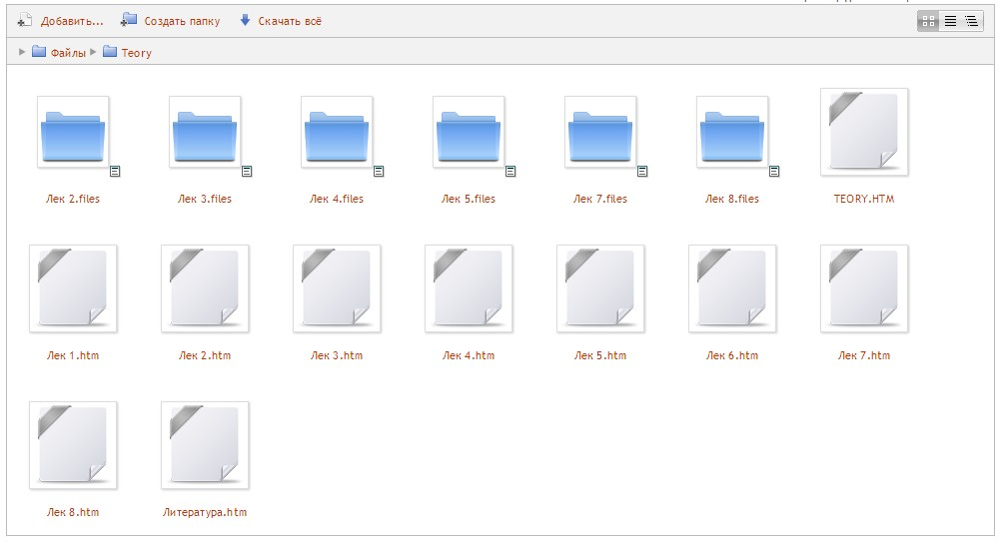 Добавить... Создать папку Скачать всё
Файлы Teory
Лек 2.files Лек 3.files Лек 4.files Лек 5.files Лек 7.files Лек 8.files TEORY.HTM
Лек 1.htm Лек 2.htm Лек 3.htm Лек 4.htm Лек 5.htm Лек 6.htm Лек 7.htm
Лек 8.htm Литература.htm